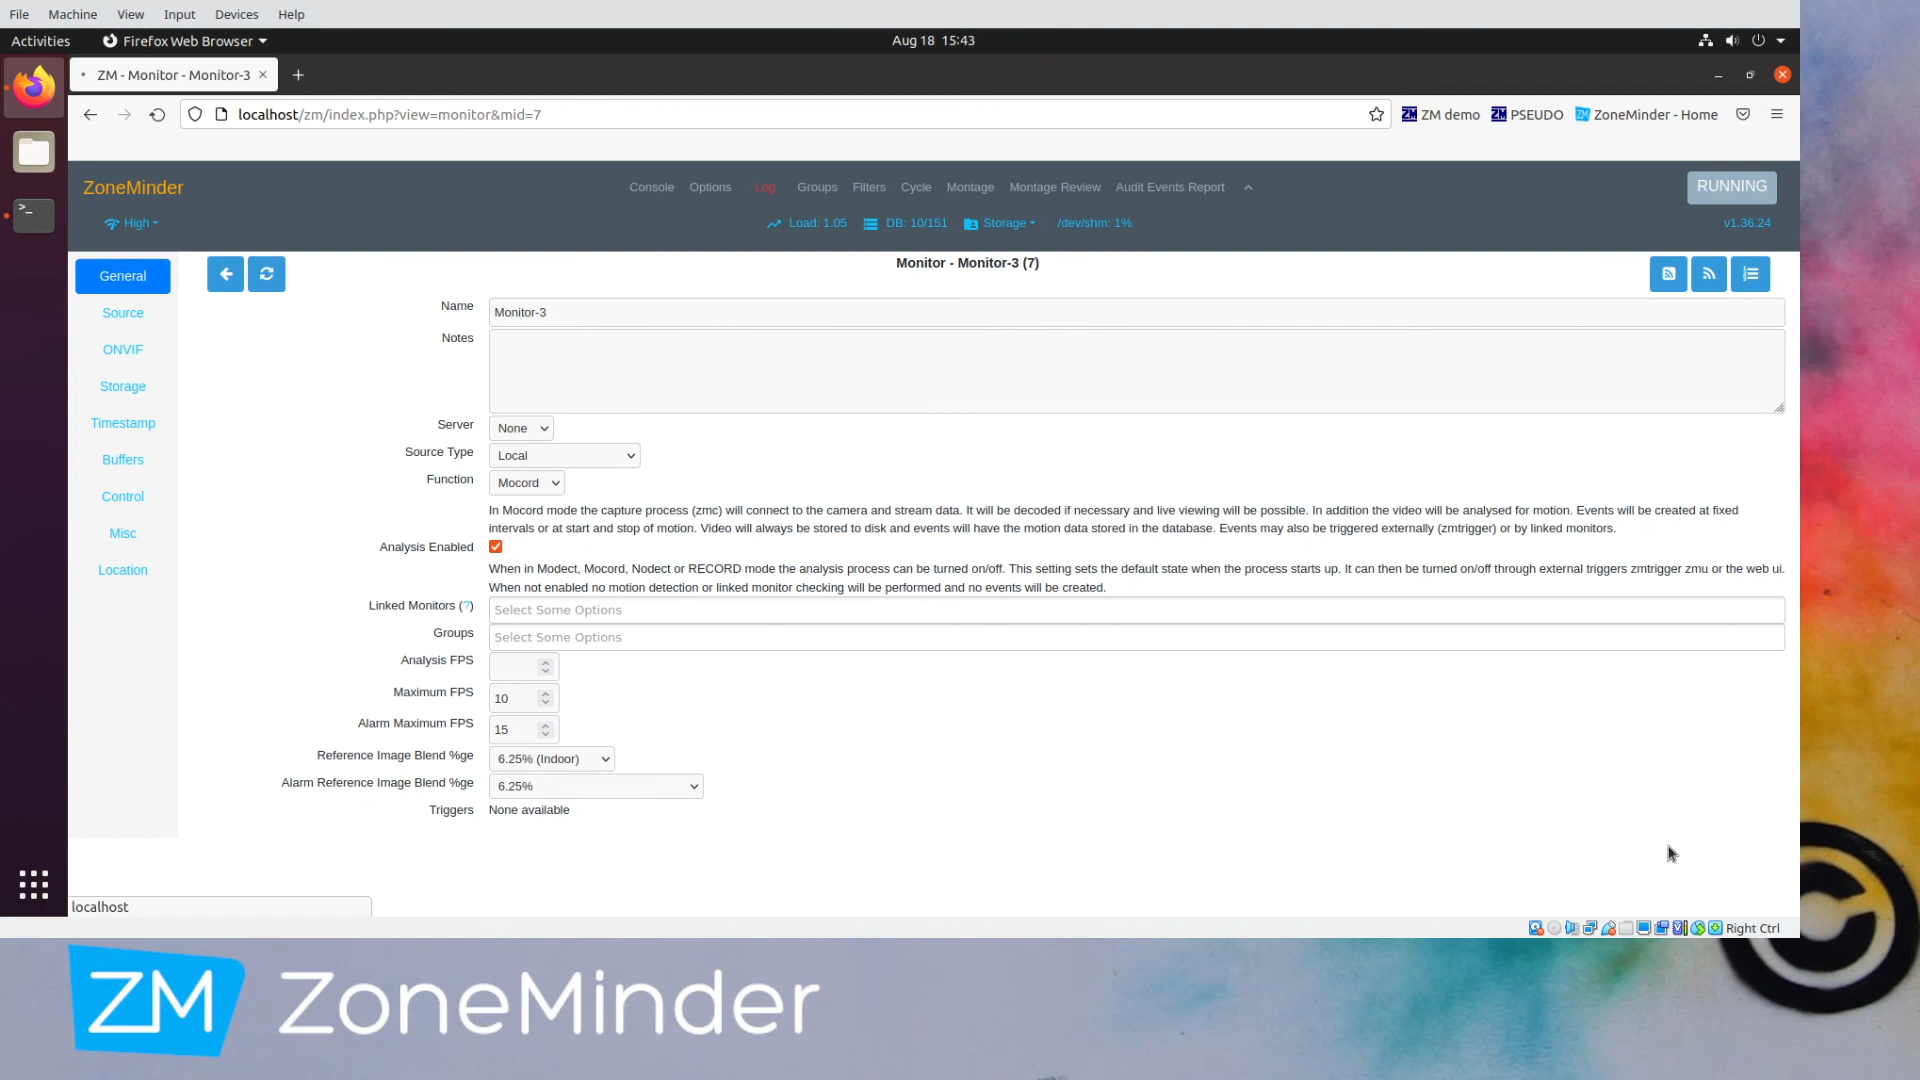 File Machine View Input Devices Help
Activities Firefox Web Browser Aug 18 15:43
ZM - Monitor - Monitor-3
localhost/zm/index.php?view=monitor&mid=7 ZM demo PSEUDO ZoneMinder - Home
ZoneMinder Console Options Log Groups Filters Cycle Montage Montage Review Audit Events Report RUNNING
High Load: 1.05 DB: 10/151 Storage /dev/shm: 1% v1.36.24
Monitor - Monitor-3 (7)
General
Source
ONVIF
Storage
Timestamp
Buffers
Control
Misc
Location
Name Monitor-3
Notes
Server None
Source Type Local
Function Mocord
In Mocord mode the capture process (zmc) will connect to the camera and stream data. It will be decoded if necessary and live viewing will be possible. In addition the video will be analysed for motion. Events will be created at fixed
intervals or at start and stop of motion. Video will always be stored to disk and events will have the motion data stored in the database. Events may also be triggered externally (zmtrigger) or by linked monitors.
Analysis Enabled
When in Modect, Mocord, Nodect or RECORD mode the analysis process can be turned on/off. This setting sets the default state when the process starts up. It can then be turned on/off through external triggers zmtrigger zmu or the web ui.
When not enabled no motion detection or linked monitor checking will be performed and no events will be created.
Linked Monitors (?) Select Some Options
Groups Select Some Options
Analysis FPS
Maximum FPS 10
Alarm Maximum FPS 15
Reference Image Blend %ge 6.25% (Indoor)
Alarm Reference Image Blend %ge 6.25%
Triggers None available
localhost
Right Ctrl
ZM ZoneMinder